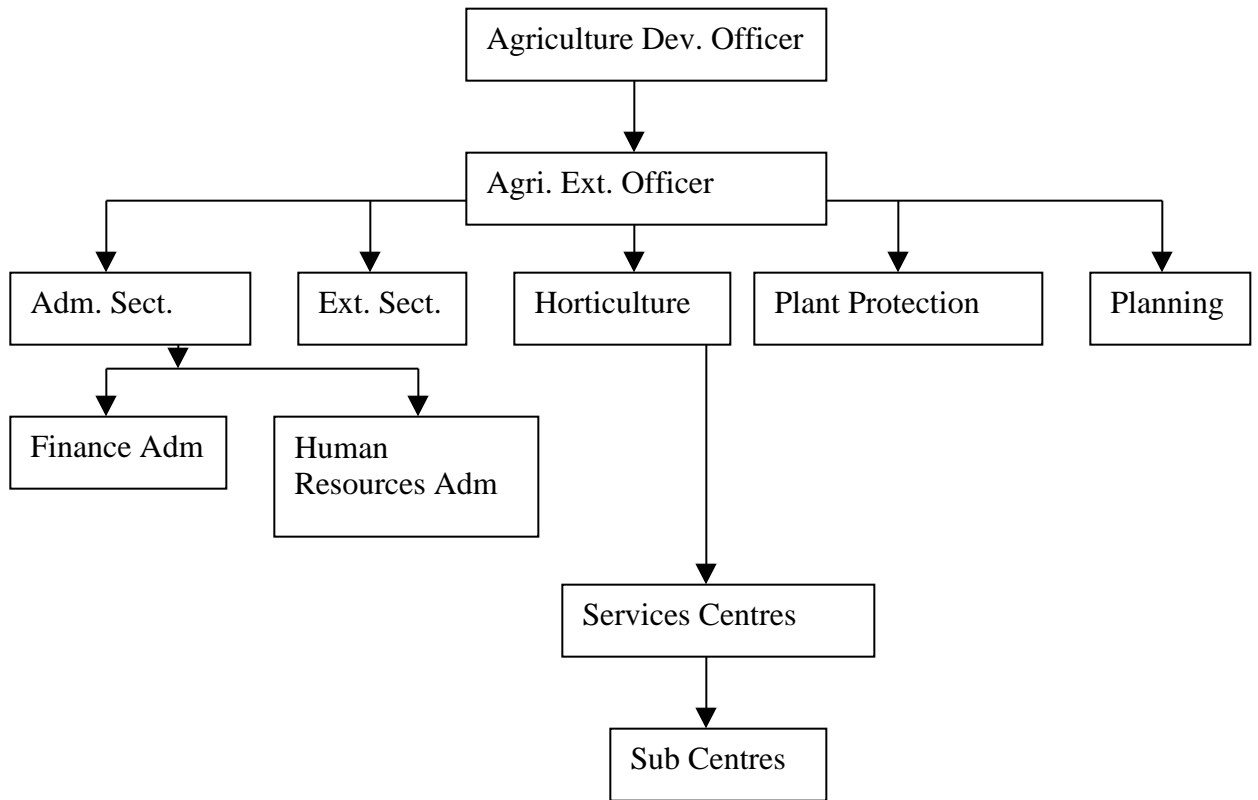 Agriculture Dev. Officer
Agri. Ext. Officer
Adm. Sect.
Ext. Sect.
Horticulture
Plant Protection
Planning
Finance Adm
Human
Resources Adm
Services Centres
Sub Centres